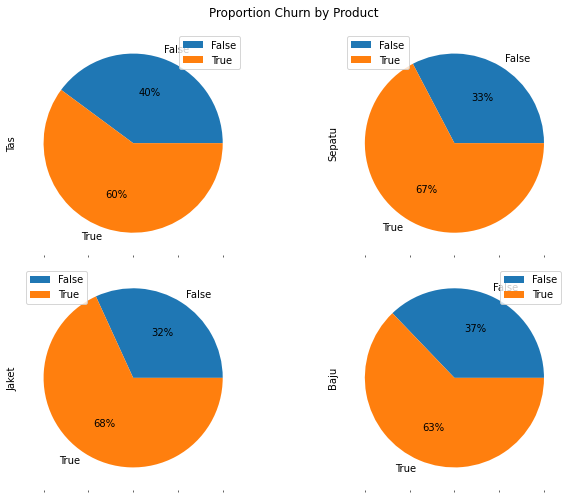 Proportion Churn by Product
False
True
False
40%
60%
True
Tas
False
True
False
33%
67%
True
Sepatu
False
True
False
32%
68%
True
Jaket
False
True
False
37%
63%
True
Baju